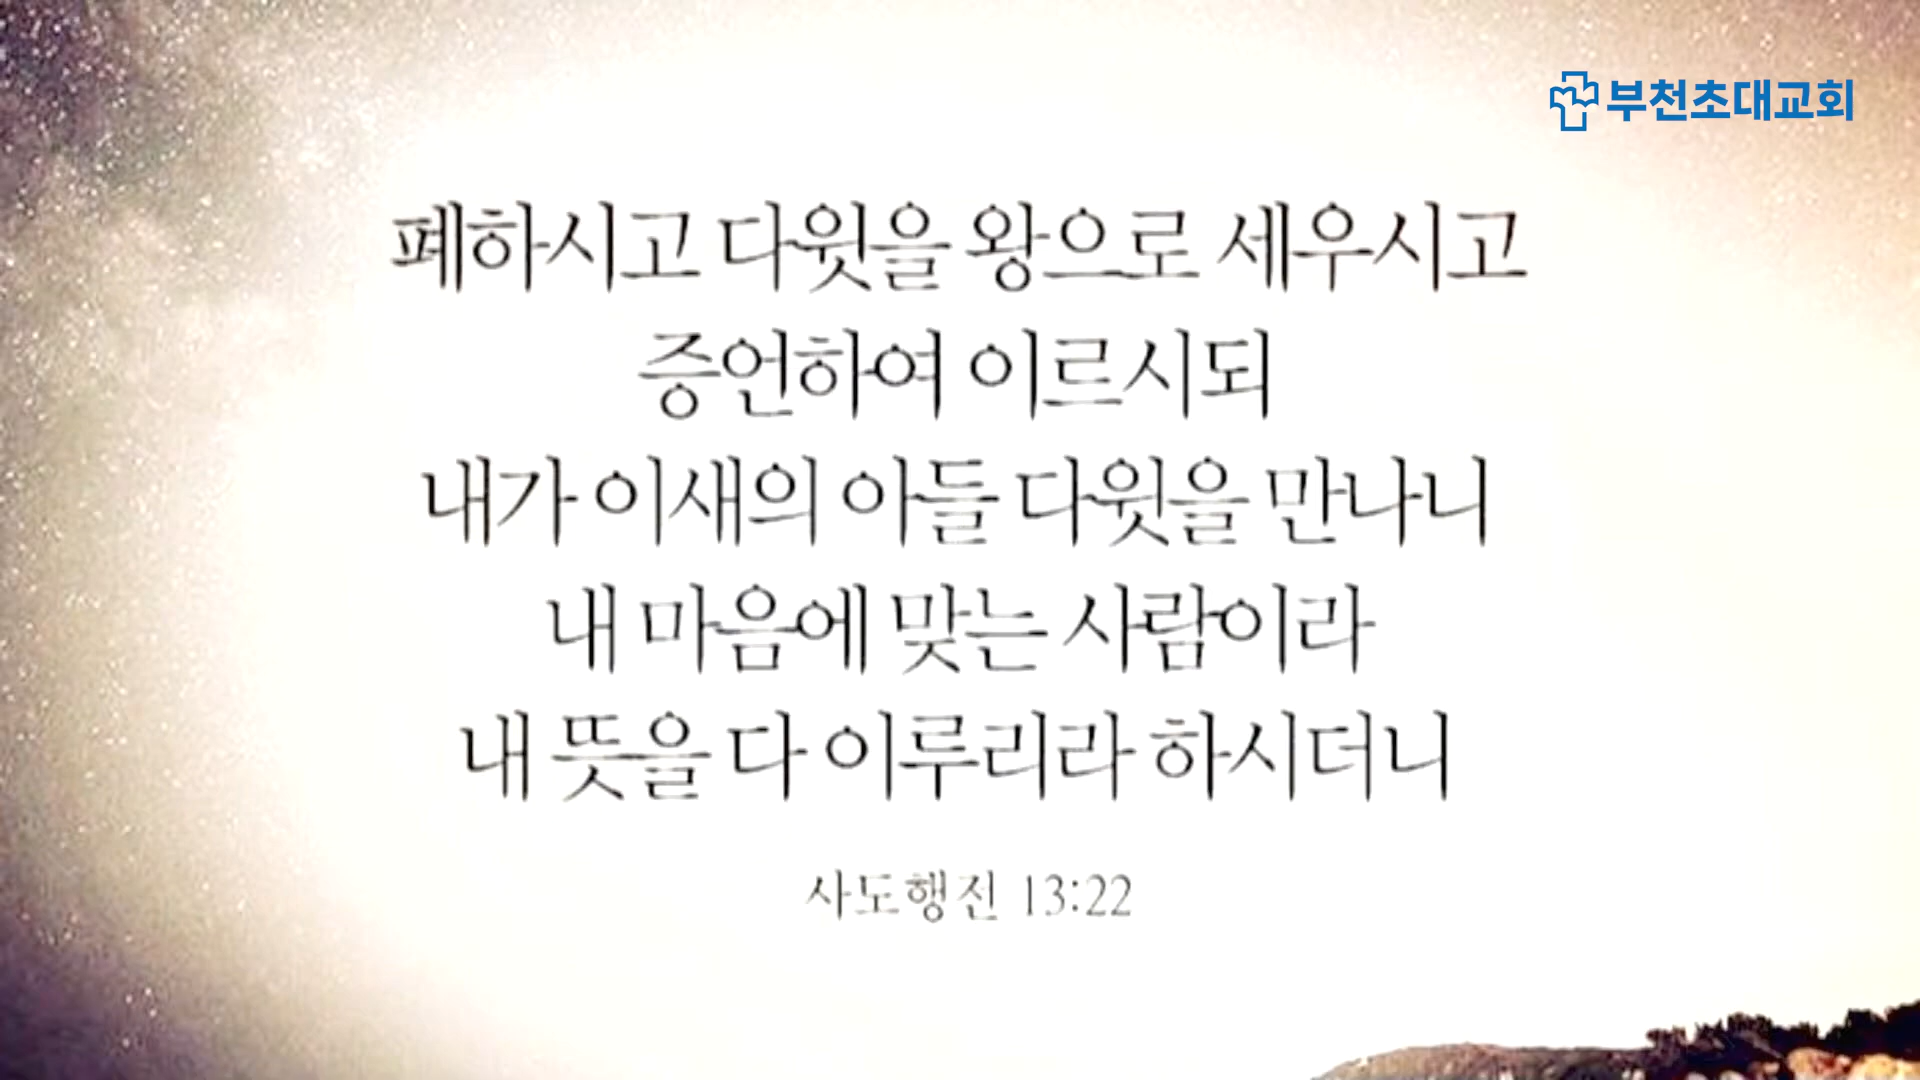 부천초대교회
폐하시고 다윗을 왕으로 세우시고
증언하여 이르시되
내가 이새의 아들 다윗을 만나니
내 마음에 맞는 사람이라
내 뜻을 다 이루리라 하시더니
사도행전 13:22